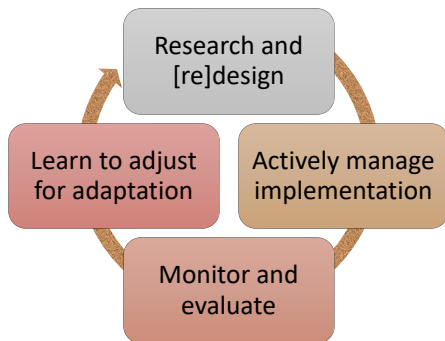 Research and
[re]design
Actively manage
implementation
Monitor and
evaluate
Learn to adjust
for adaptation